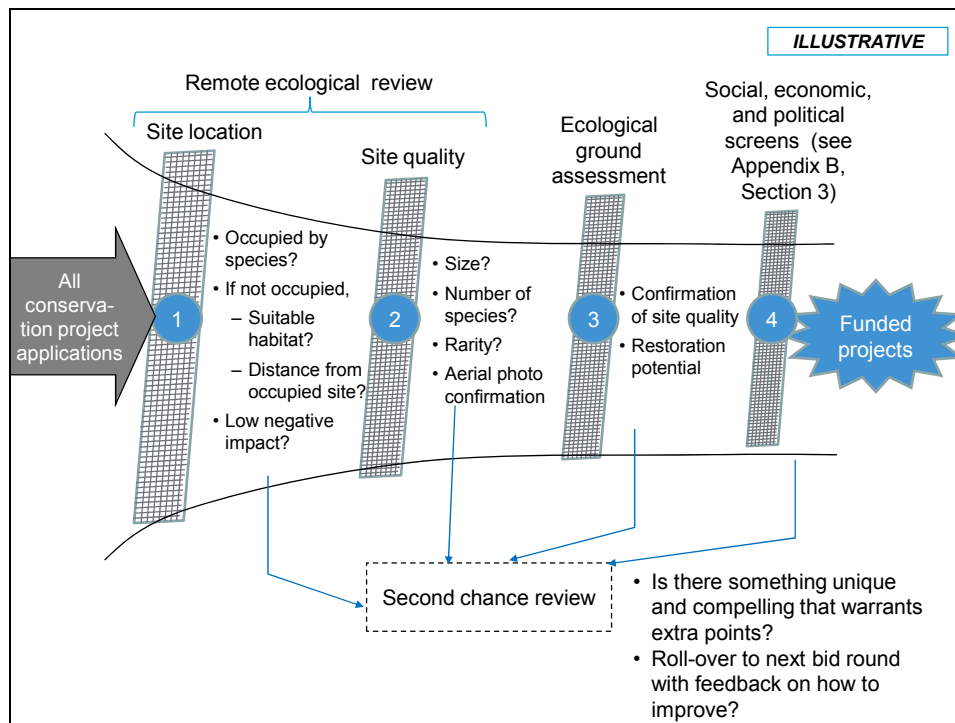 ILLUSTRATIVE
Remote ecological review
Site location
Site quality
Ecological
ground
assessment
Social, economic,
and political
screens (see
Appendix B,
Section 3)
All
conserva-
tion project
applications
1
• Occupied by
species?
• If not occupied,
– Suitable
habitat?
– Distance from
occupied site?
• Low negative
impact?
2
• Size?
• Number of
species?
• Rarity?
• Aerial photo
confirmation
3
• Confirmation
of site quality
• Restoration
potential
4
Funded
projects
Second chance review
• Is there something unique
and compelling that warrants
extra points?
• Roll-over to next bid round
with feedback on how to
improve?